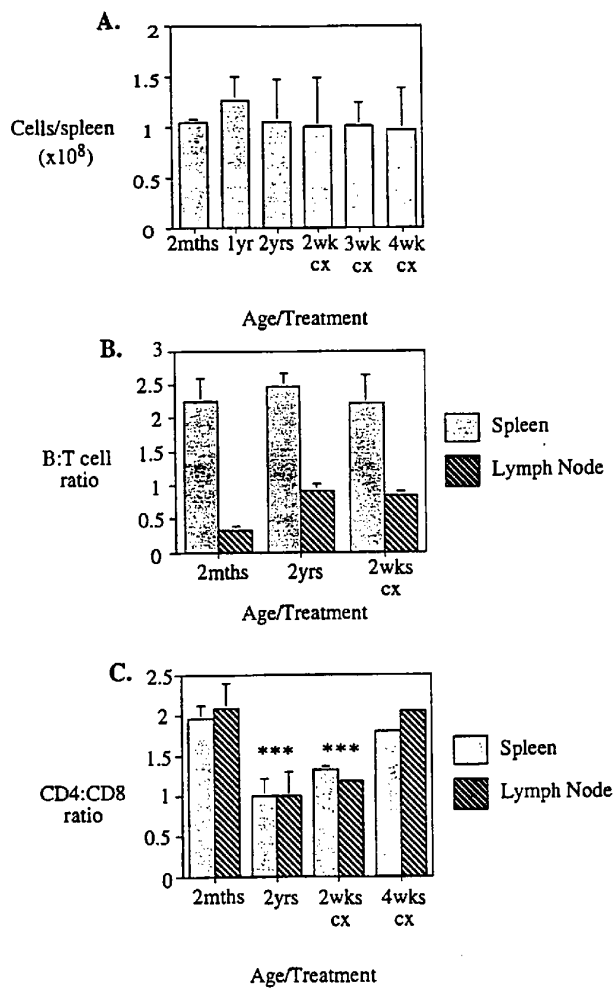 A.
2
1.5
Cells/spleen
(x10⁸)
1
0.5
0
2mths 1yr 2yrs 2wk 3wk 4wk
cx cx cx
Age/Treatment
B.
3
2.5
2
B:T cell
ratio
1.5
1
0.5
0
Spleen
Lymph Node
2mths 2yrs 2wks
cx
Age/Treatment
C.
2.5
2
*** ***
1.5
CD4:CD8
ratio
1
0.5
0
Spleen
Lymph Node
2mths 2yrs 2wks 4wks
cx cx
Age/Treatment